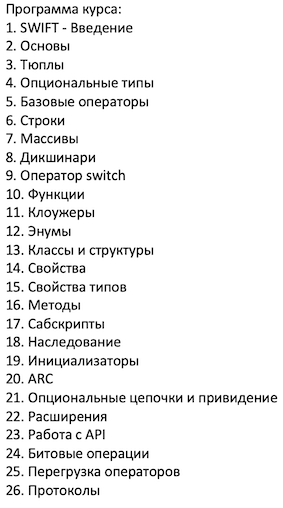 Программа курса:
1. SWIFT - Введение
2. Основы
3. Тюплы
4. Опциональные типы
5. Базовые операторы
6. Строки
7. Массивы
8. Дикшинари
9. Оператор switch
10. Функции
11. Клоужеры
12. Энумы
13. Классы и структуры
14. Свойства
15. Свойства типов
16. Методы
17. Сабскрипты
18. Наследование
19. Инициализаторы
20. ARC
21. Опциональные цепочки и привидение
22. Расширения
23. Работа с API
24. Битовые операции
25. Перегрузка операторов
26. Протоколы